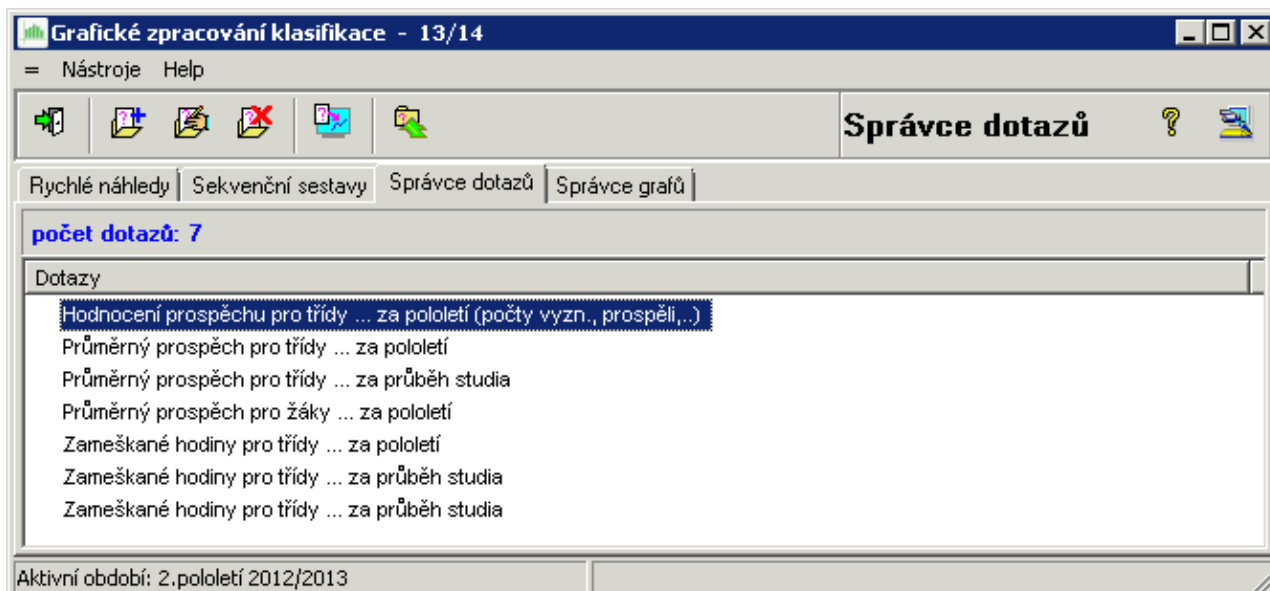 Grafické zpracování klasifikace - 13/14
= Nástroje Help
Správce dotazů
Rychlé náhledy Sekvenční sestavy Správce dotazů Správce grafů
počet dotazů: 7
Dotazy
Hodnocení prospěchu pro třídy ... za pololetí (počty vyzn., prospěli,..)
Průměrný prospěch pro třídy ... za pololetí
Průměrný prospěch pro třídy ... za průběh studia
Průměrný prospěch pro žáky ... za pololetí
Zameškané hodiny pro třídy ... za pololetí
Zameškané hodiny pro třídy ... za průběh studia
Zameškané hodiny pro třídy ... za průběh studia
Aktivní období: 2.pololetí 2012/2013